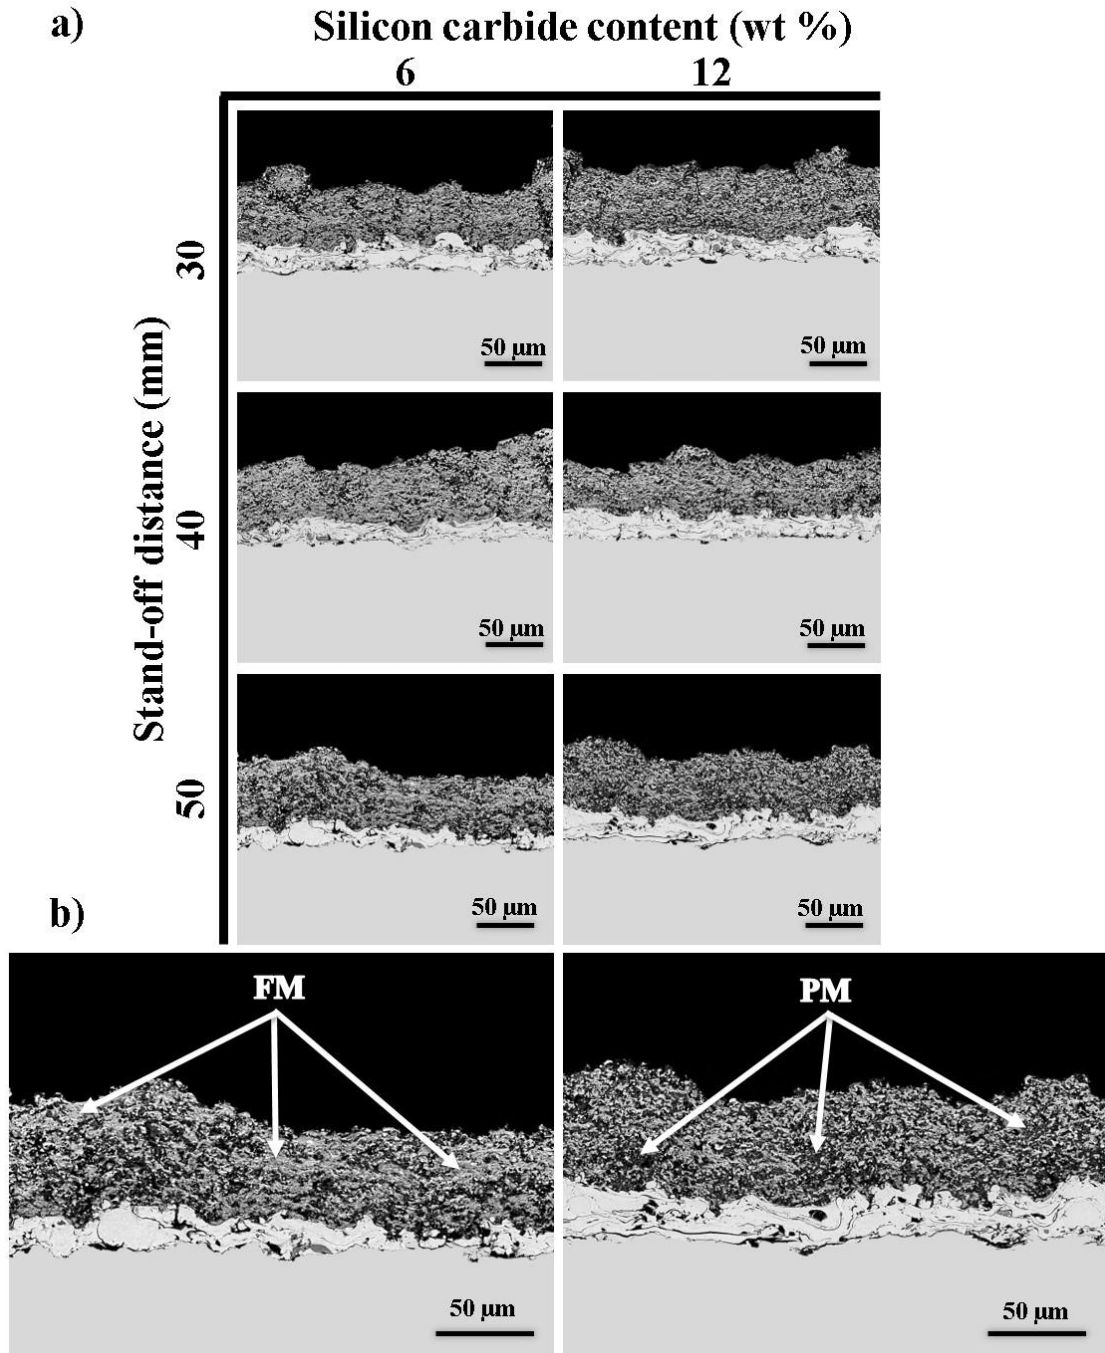 a)
Silicon carbide content (wt %)
6 12
Stand-off distance (mm)
30
50 µm 50 µm
40
50 µm 50 µm
50
50 µm 50 µm
b)
FM PM
50 µm 50 µm